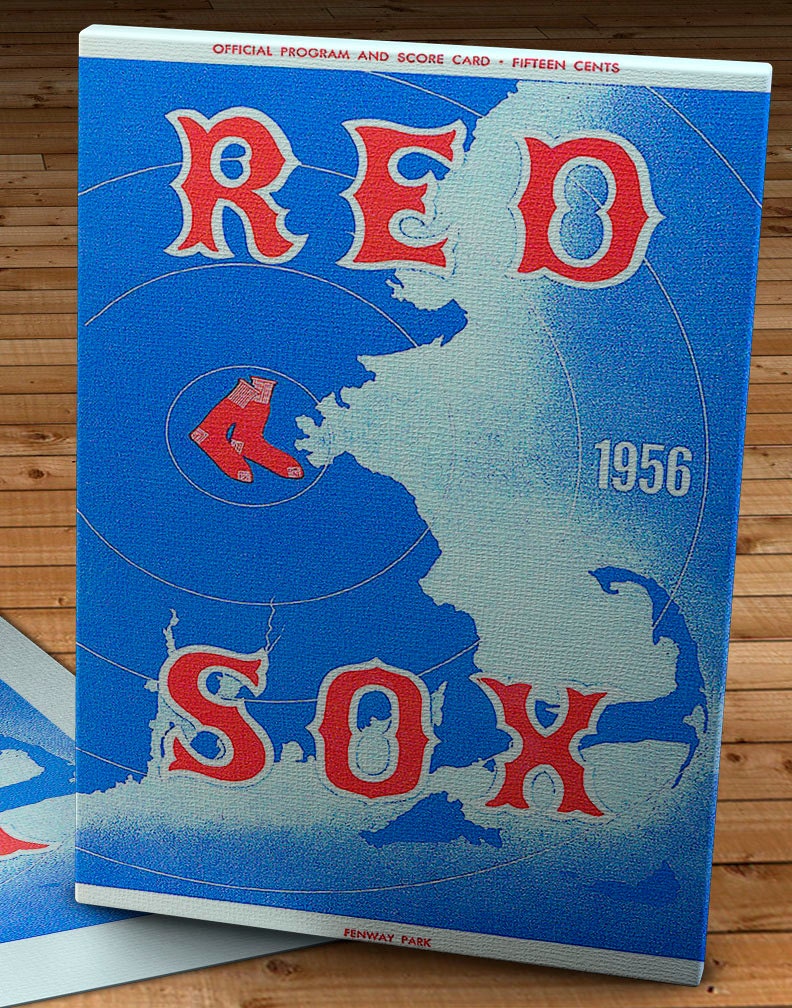 OFFICIAL PROGRAM AND SCORE CARD • FIFTEEN CENTS
RED
1956
SOX
FENWAY PARK